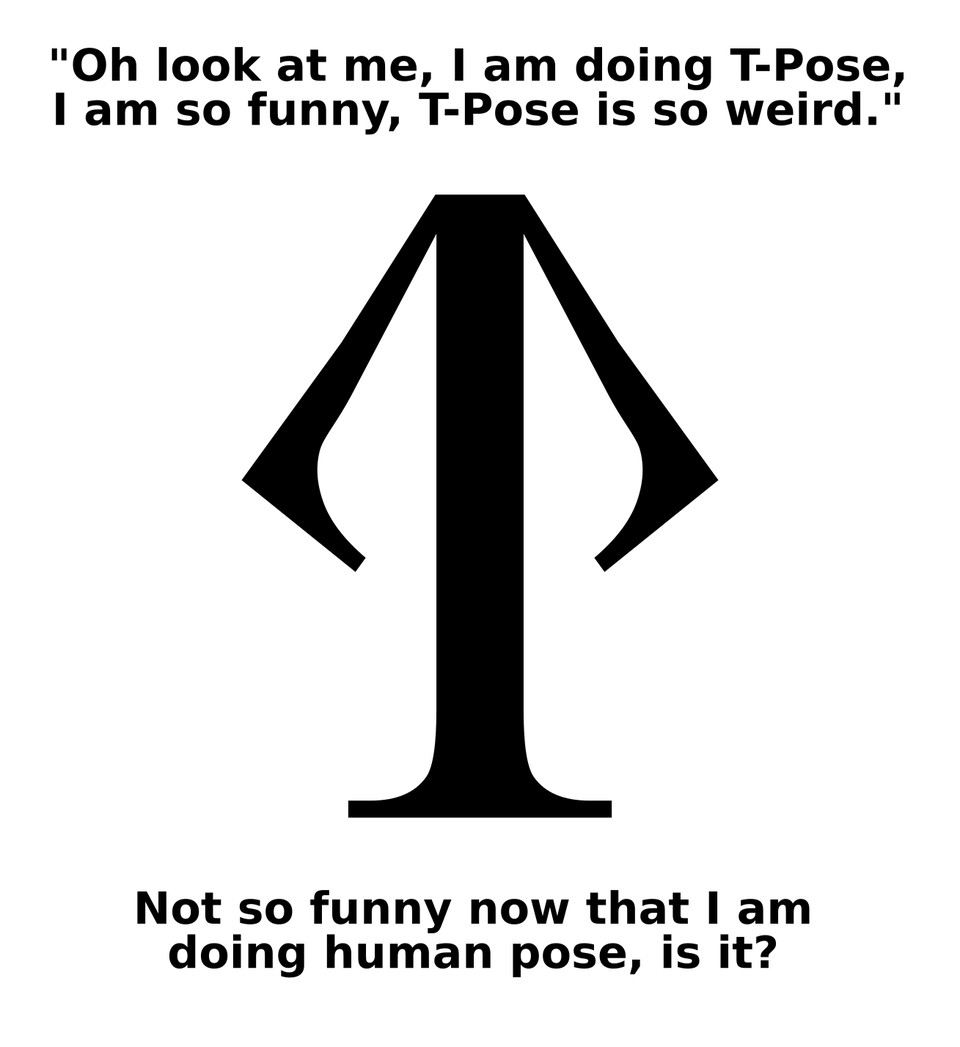 "Oh look at me, I am doing T-Pose,
I am so funny, T-Pose is so weird."
T
Not so funny now that I am
doing human pose, is it?